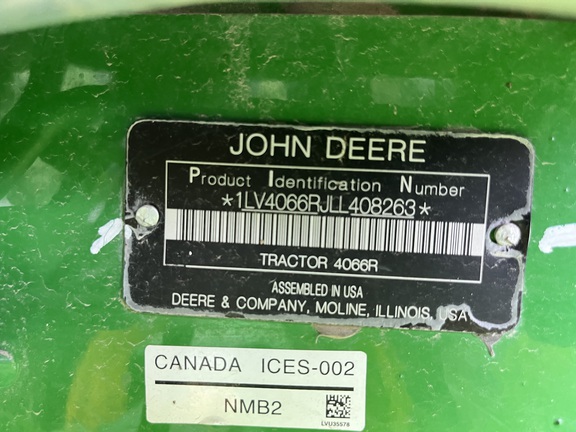 JOHN DEERE
Product Identification Number
*1LV4066RJLL408263*
TRACTOR 4066R
ASSEMBLED IN USA
DEERE & COMPANY, MOLINE, ILLINOIS, USA
CANADA ICES-002
NMB2
LVU35578